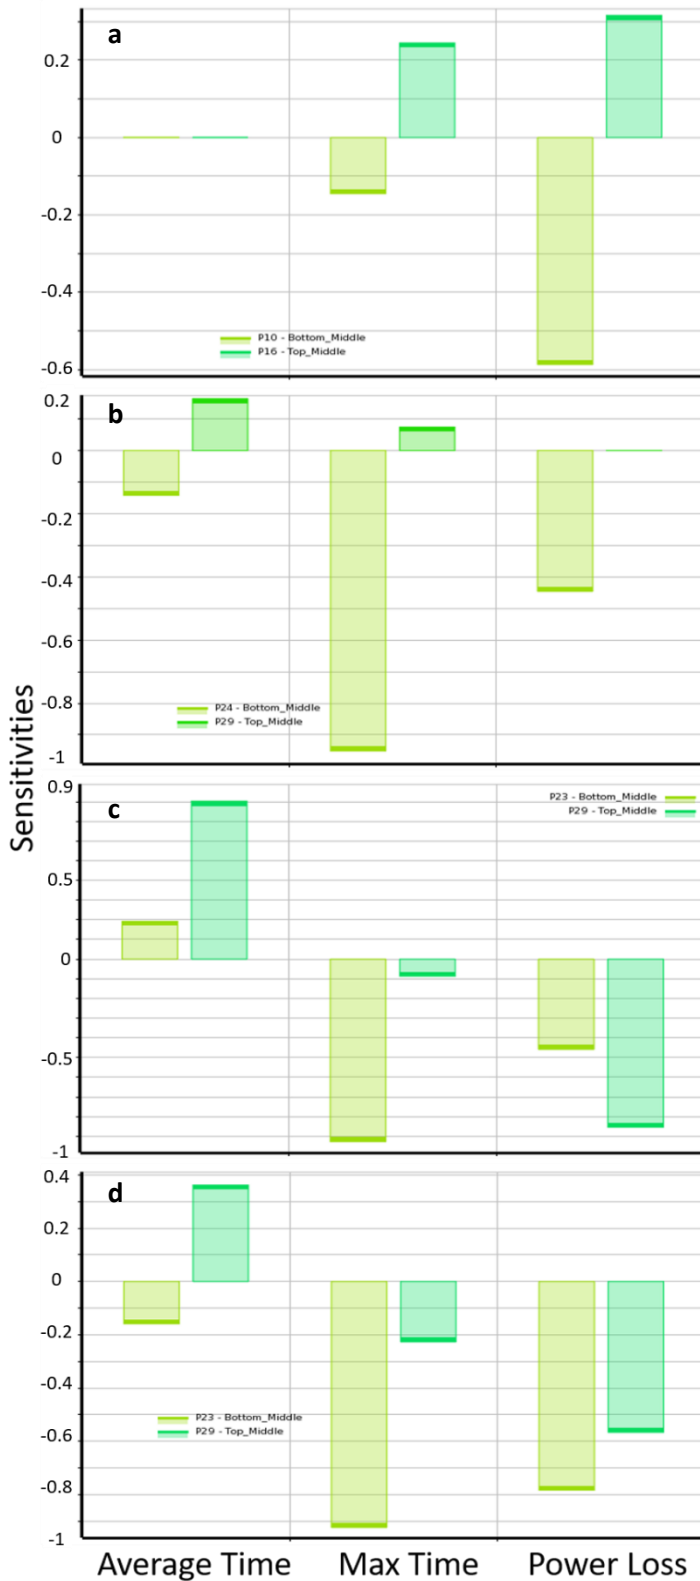 a
0.2
0
-0.2
-0.4
-0.6
P10 - Bottom_Middle
P16 - Top_Middle
b
0.2
0
-0.2
-0.4
-0.6
-0.8
-1
P24 - Bottom_Middle
P29 - Top_Middle
Sensitivities
c
0.9
0.5
0
-0.5
-1
P23 - Bottom_Middle
P29 - Top_Middle
d
0.4
0.2
0
-0.2
-0.4
-0.6
-0.8
-1
P23 - Bottom_Middle
P29 - Top_Middle
Average Time Max Time Power Loss